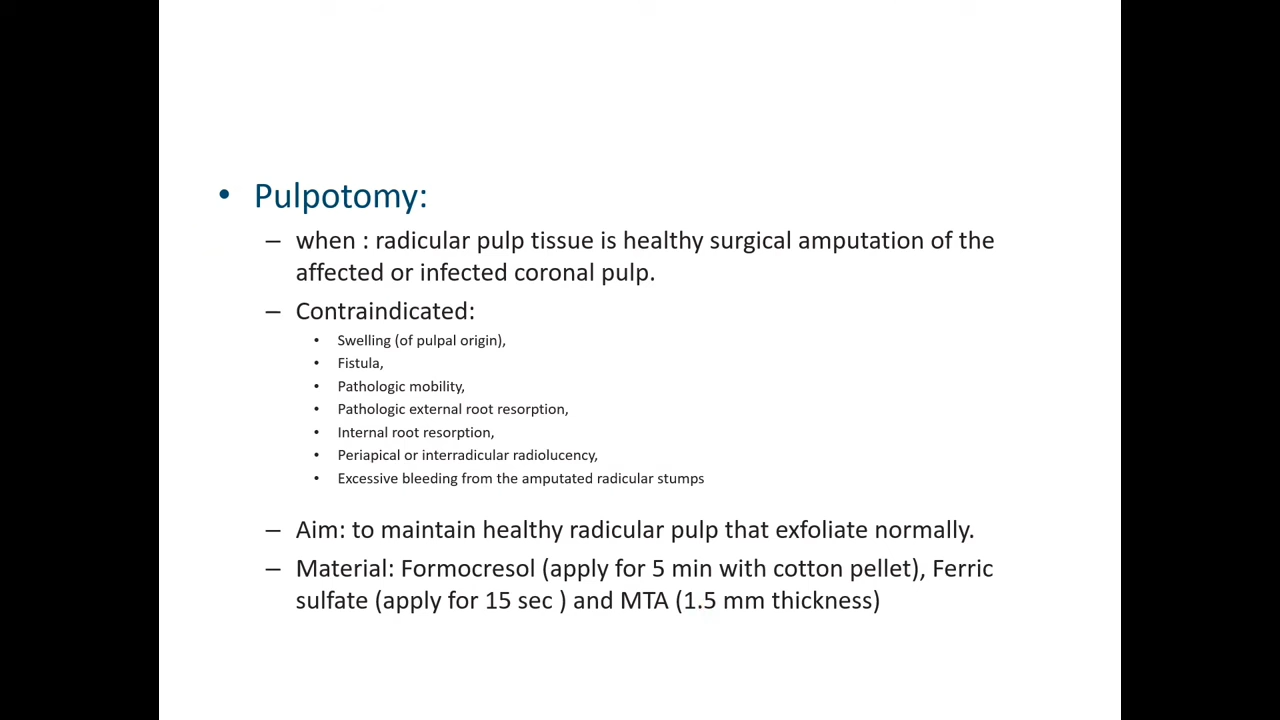 • Pulpotomy:
– when : radicular pulp tissue is healthy surgical amputation of the
affected or infected coronal pulp.
– Contraindicated:
• Swelling (of pulpal origin),
• Fistula,
• Pathologic mobility,
• Pathologic external root resorption,
• Internal root resorption,
• Periapical or interradicular radiolucency,
• Excessive bleeding from the amputated radicular stumps
– Aim: to maintain healthy radicular pulp that exfoliate normally.
– Material: Formocresol (apply for 5 min with cotton pellet), Ferric
sulfate (apply for 15 sec ) and MTA (1.5 mm thickness)